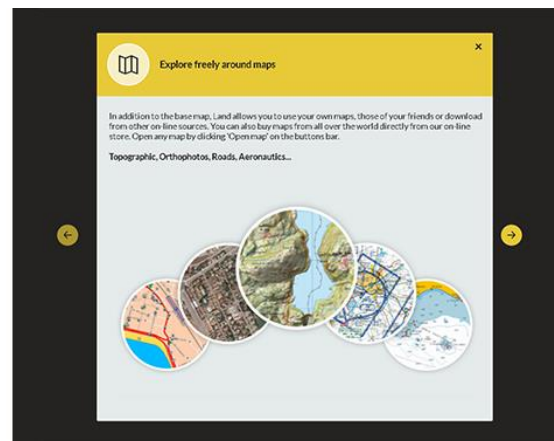 Explore freely around maps
In addition to the base map, Land allows you to use your own maps, those of your friends or download
from other on-line sources. You can also buy maps from all over the world directly from our on-line
store. Open any map by clicking 'Open map' on the buttons bar.
Topographic, Orthophotos, Roads, Aeronautics...